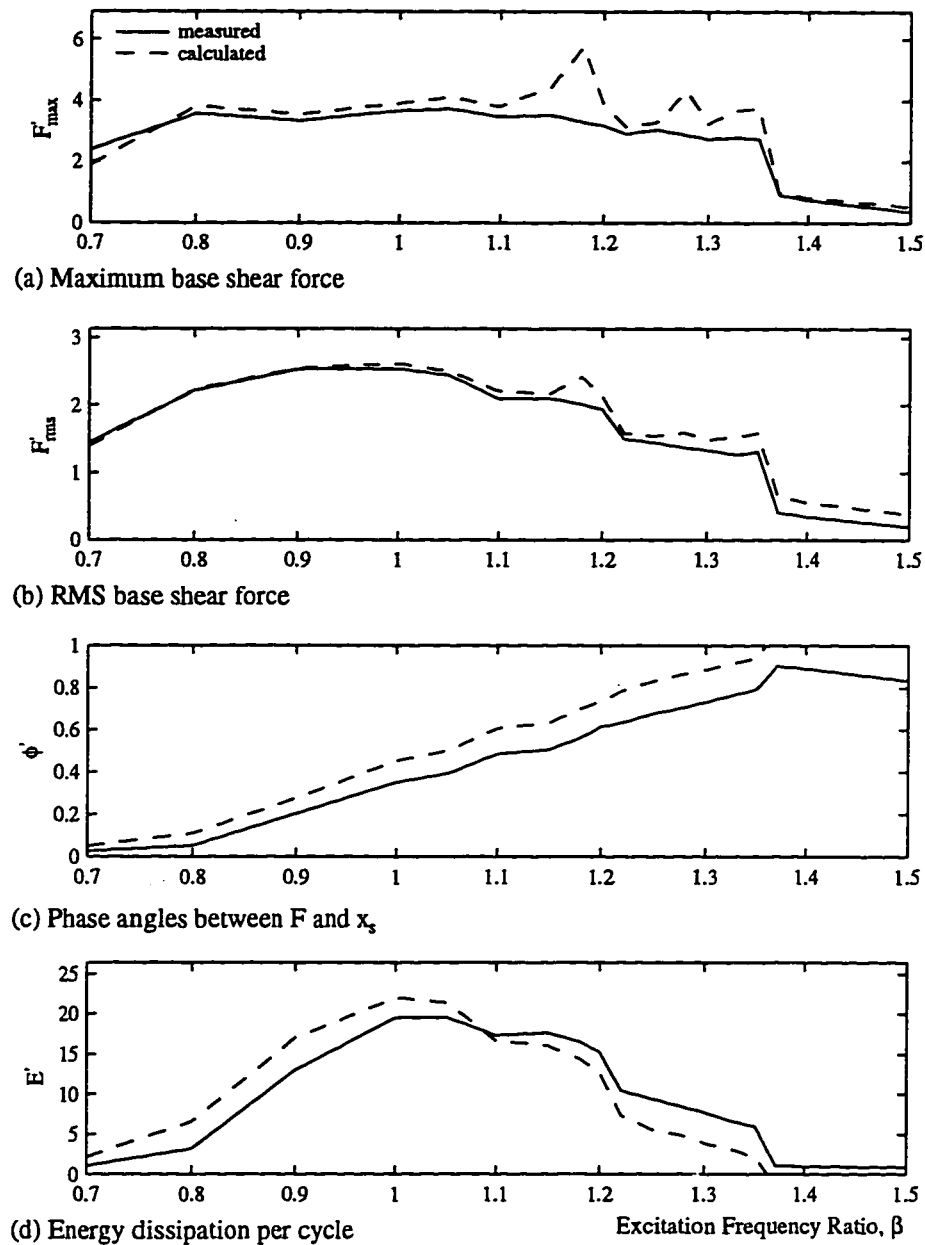 measured
calculated
F'max
6
4
2
0
0.7 0.8 0.9 1 1.1 1.2 1.3 1.4 1.5
(a) Maximum base shear force
F'rms
3
2
1
0
0.7 0.8 0.9 1 1.1 1.2 1.3 1.4 1.5
(b) RMS base shear force
ϕ'
1
0.8
0.6
0.4
0.2
0
0.7 0.8 0.9 1 1.1 1.2 1.3 1.4 1.5
(c) Phase angles between F and xs
E'
25
20
15
10
5
0
0.7 0.8 0.9 1 1.1 1.2 1.3 1.4 1.5
(d) Energy dissipation per cycle
Excitation Frequency Ratio, β